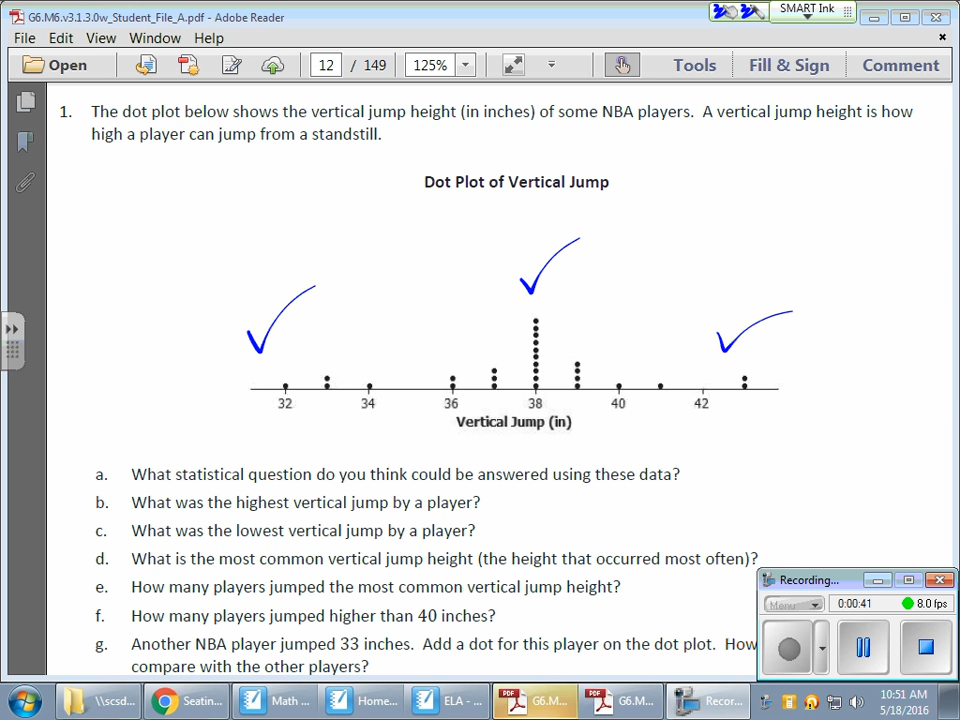 G6.M6.v3.1.3.0w_Student_File_A.pdf - Adobe Reader
SMART Ink
File Edit View Window Help
Open 12 / 149 125% Tools Fill & Sign Comment
1. The dot plot below shows the vertical jump height (in inches) of some NBA players. A vertical jump height is how
high a player can jump from a standstill.
Dot Plot of Vertical Jump
32 34 36 38 40 42
Vertical Jump (in)
a. What statistical question do you think could be answered using these data?
b. What was the highest vertical jump by a player?
c. What was the lowest vertical jump by a player?
d. What is the most common vertical jump height (the height that occurred most often)?
e. How many players jumped the most common vertical jump height?
f. How many players jumped higher than 40 inches?
g. Another NBA player jumped 33 inches. Add a dot for this player on the dot plot. How
compare with the other players?
Recording...
Menu 0:00:41 8.0 fps
\\scsd... Seatin... Math ... Home... ELA - ... PDF G6.M... PDF G6.M... Recor...
10:51 AM
5/18/2016